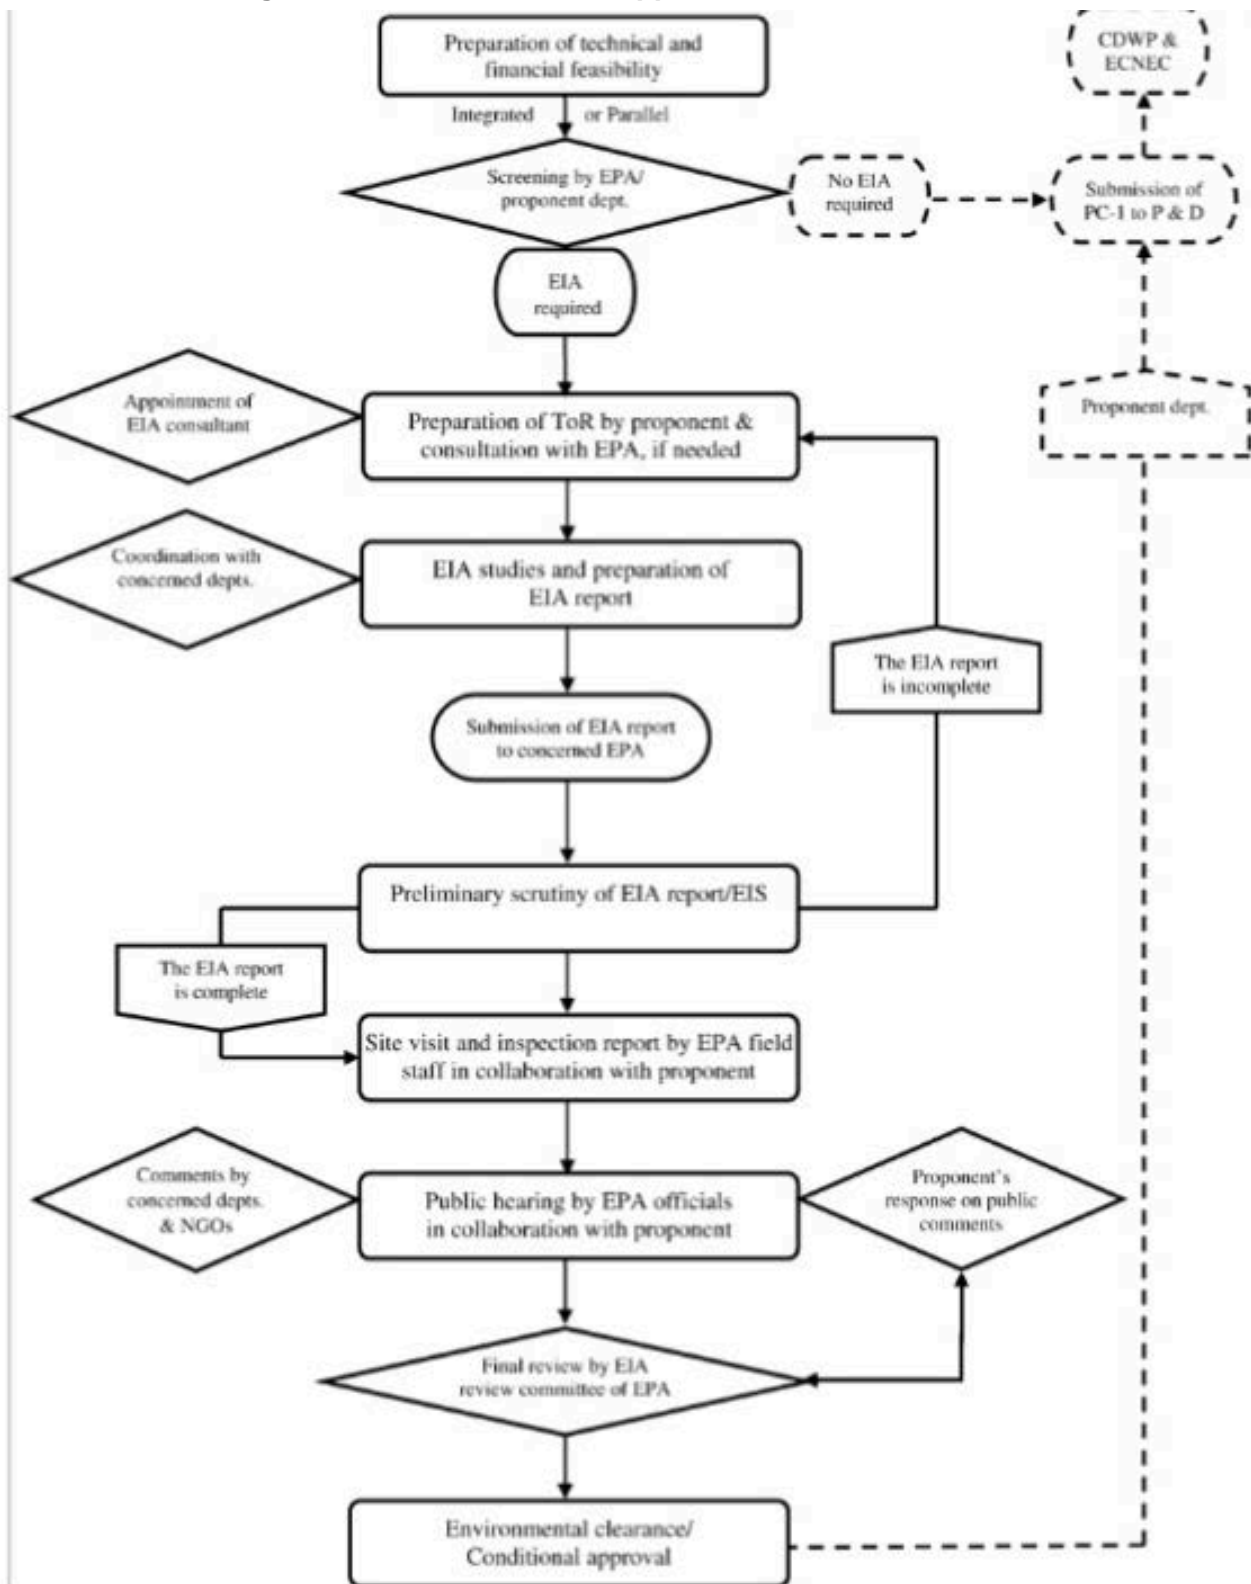 Preparation of technical and
financial feasibility
CDWP &
ECNEC
Integrated
or Parallel
Screening by EPA/
proponent dept.
No EIA
required
Submission of
PC-1 to P & D
EIA
required
Appointment of
EIA consultant
Preparation of ToR by proponent &
consultation with EPA, if needed
Proponent dept.
Coordination with
concerned depts.
EIA studies and preparation of
EIA report
The EIA report
is incomplete
Submission of EIA report
to concerned EPA
Preliminary scrutiny of EIA report/EIS
The EIA report
is complete
Site visit and inspection report by EPA field
staff in collaboration with proponent
Comments by
concerned depts.
& NGOs
Public hearing by EPA officials
in collaboration with proponent
Proponent's
response on public
comments
Final review by EIA
review committee of EPA
Environmental clearance/
Conditional approval